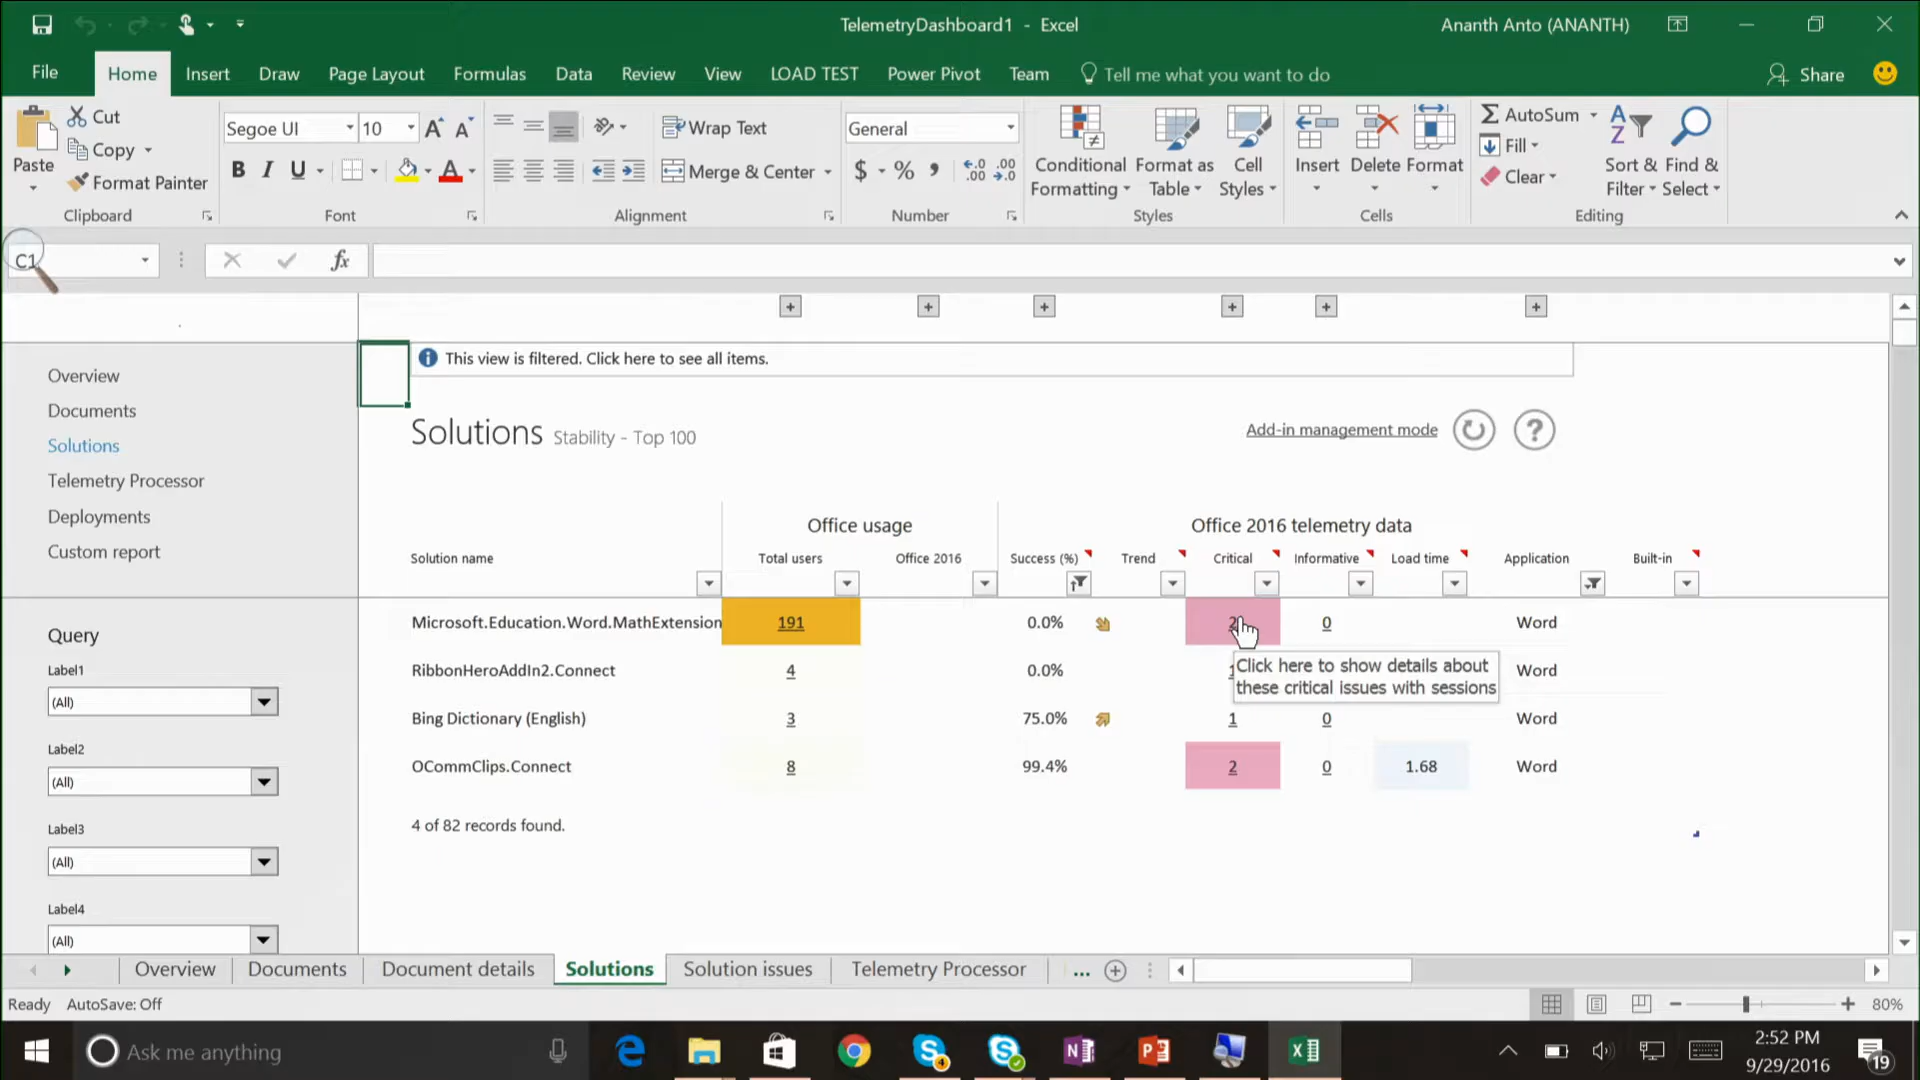 TelemetryDashboard1 - Excel
Ananth Anto (ANANTH)
File Home Insert Draw Page Layout Formulas Data Review View LOAD TEST Power Pivot Team Tell me what you want to do Share
Paste
Cut
Copy
Format Painter
Clipboard
Segoe UI 10
B I U
Font
Wrap Text
Merge & Center
Alignment
General
$ % ,
Number
Conditional Formatting
Format as Table
Cell Styles
Styles
Insert Delete Format
Cells
AutoSum
Fill
Clear
Sort & Filter
Find & Select
Editing
C1
fx
Overview
Documents
Solutions
Telemetry Processor
Deployments
Custom report
Query
Label1
(All)
Label2
(All)
Label3
(All)
Label4
(All)
This view is filtered. Click here to see all items.
Solutions Stability - Top 100
Add-in management mode
Office usage Office 2016 telemetry data
Solution name Total users Office 2016 Success (%) Trend Critical Informative Load time Application Built-in
Microsoft.Education.Word.MathExtension 191 0.0% 2 0 Word
RibbonHeroAddIn2.Connect 4 0.0% Word
Click here to show details about
these critical issues with sessions
Bing Dictionary (English) 3 75.0% 1 0 Word
OCommClips.Connect 8 99.4% 2 0 1.68 Word
4 of 82 records found.
Overview Documents Document details Solutions Solution issues Telemetry Processor ...
Ready AutoSave: Off 80%
Ask me anything
4
2:52 PM
9/29/2016
19